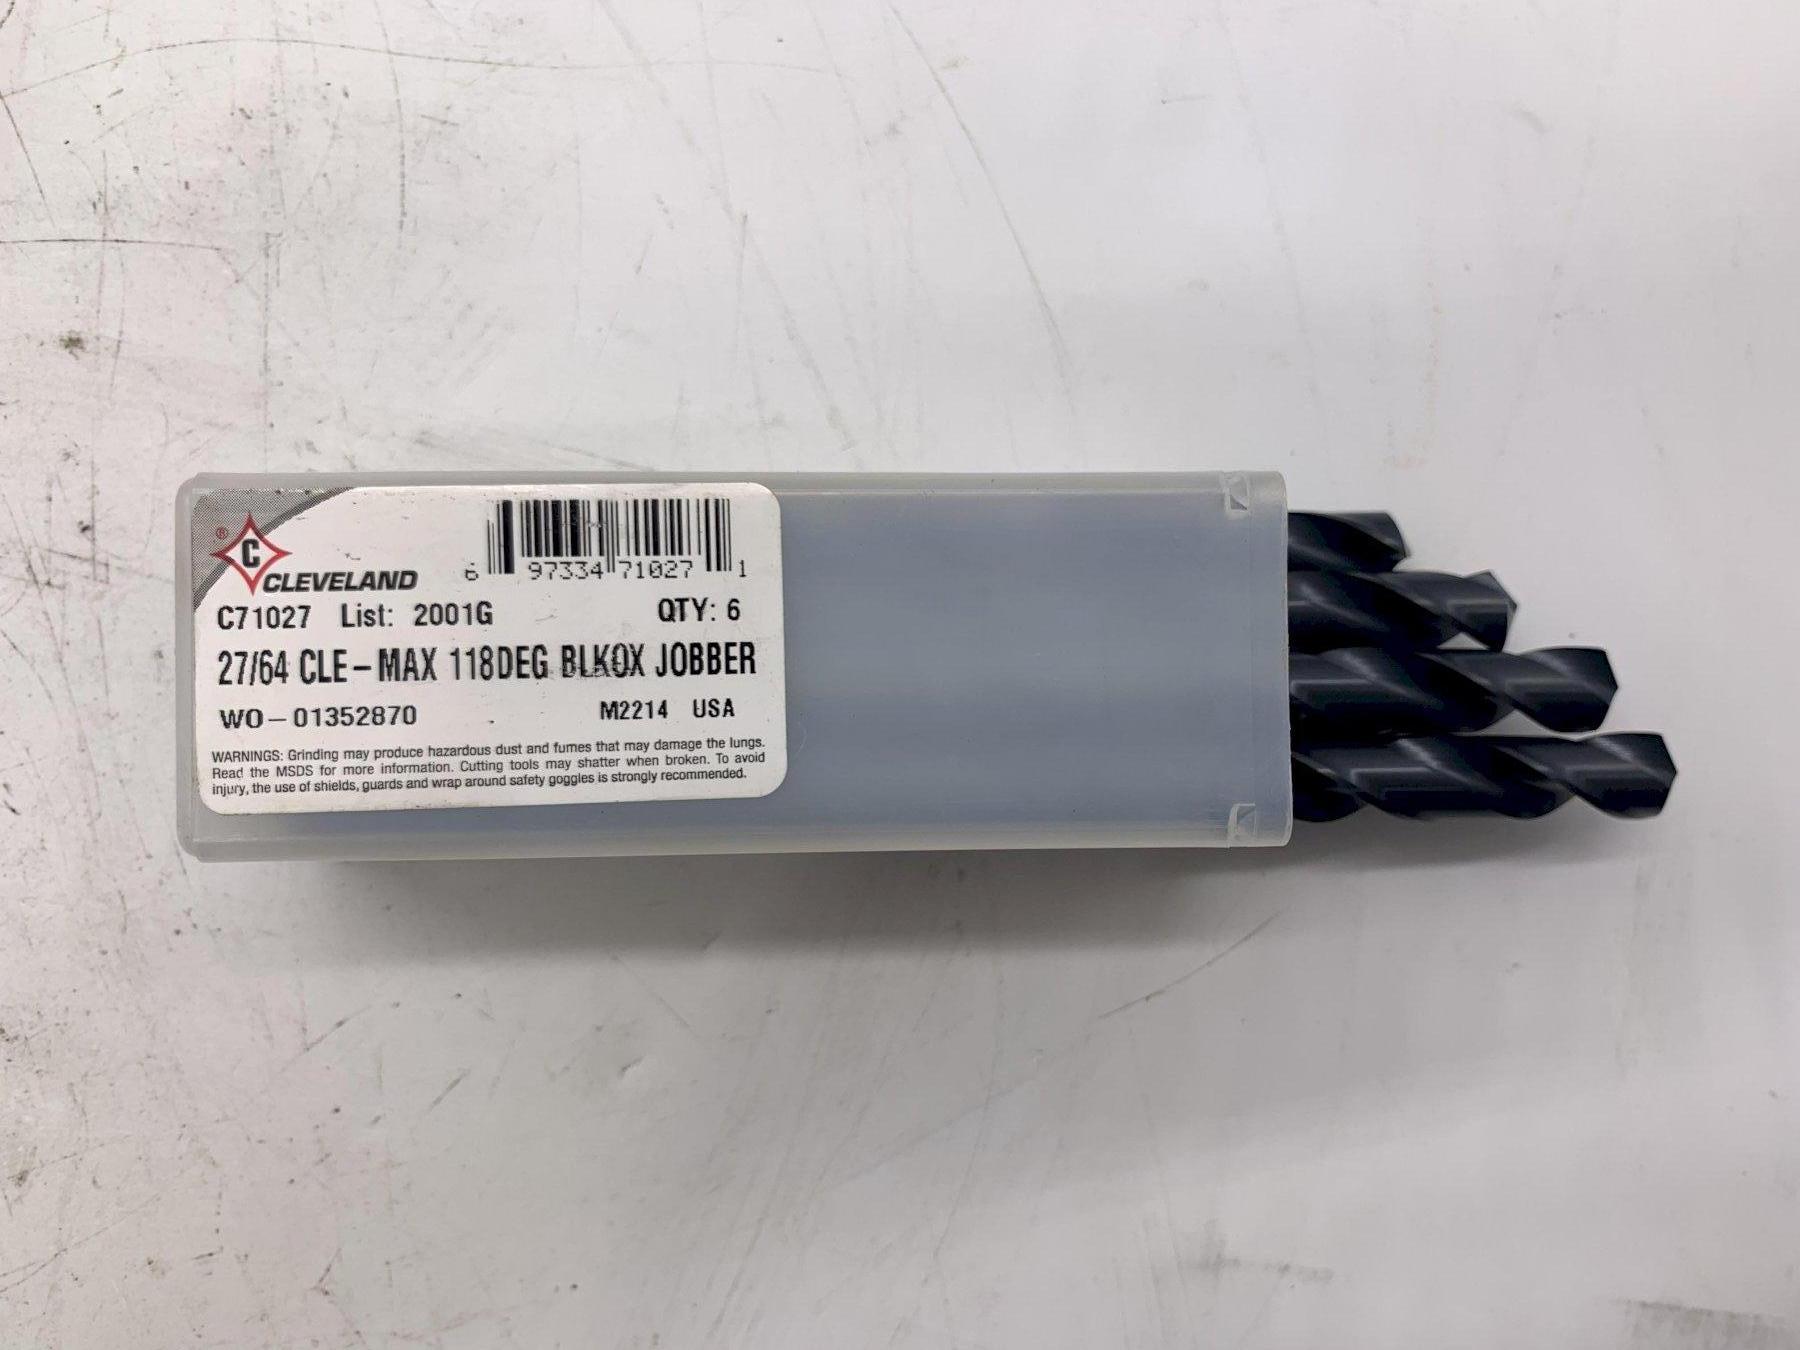 ® C CLEVELAND
6 97334 71027 1
C71027 List: 2001G QTY: 6
27/64 CLE-MAX 118DEG BLKOX JOBBER
WO-01352870 M2214 USA
WARNINGS: Grinding may produce hazardous dust and fumes that may damage the lungs.
Read the MSDS for more information. Cutting tools may shatter when broken. To avoid
injury, the use of shields, guards and wrap around safety goggles is strongly recommended.